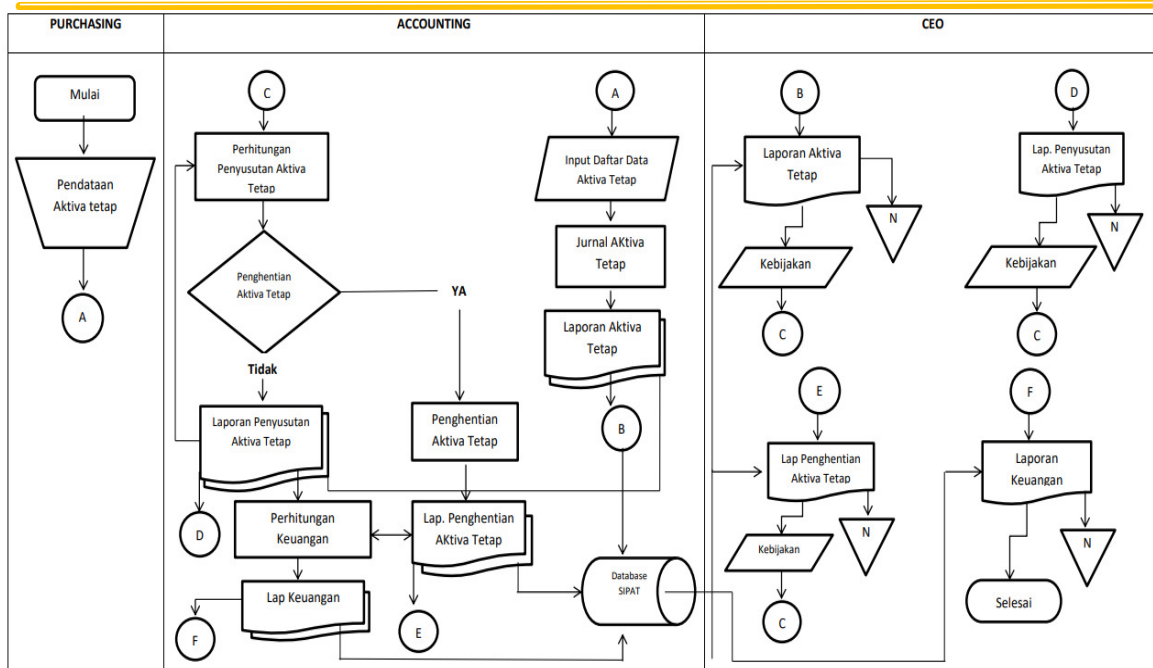 PURCHASING
ACCOUNTING
CEO
Mulai
Pendataan
Aktiva tetap
A
C
Perhitungan
Penyusutan Aktiva
Tetap
Penghentian
Aktiva Tetap
YA
Tidak
Laporan Penyusutan
Aktiva Tetap
D
Perhitungan
Keuangan
Lap Keuangan
F
Penghentian
Aktiva Tetap
Lap. Penghentian
AKtiva Tetap
E
A
Input Daftar Data
Aktiva Tetap
Jurnal AKtiva
Tetap
Laporan Aktiva
Tetap
B
Database
SIPAT
B
Laporan Aktiva
Tetap
N
Kebijakan
C
D
Lap. Penyusutan
Aktiva Tetap
N
Kebijakan
C
E
Lap Penghentian
Aktiva Tetap
N
Kebijakan
C
F
Laporan
Keuangan
N
Selesai